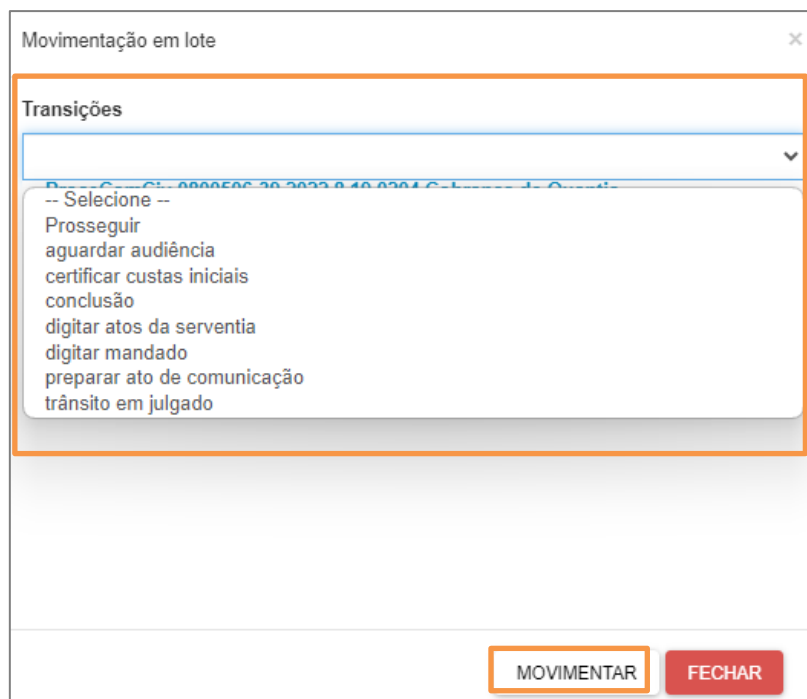 Movimentação em lote ×
Transições
-- Selecione --
Prosseguir
aguardar audiência
certificar custas iniciais
conclusão
digitar atos da serventia
digitar mandado
preparar ato de comunicação
trânsito em julgado
MOVIMENTAR FECHAR